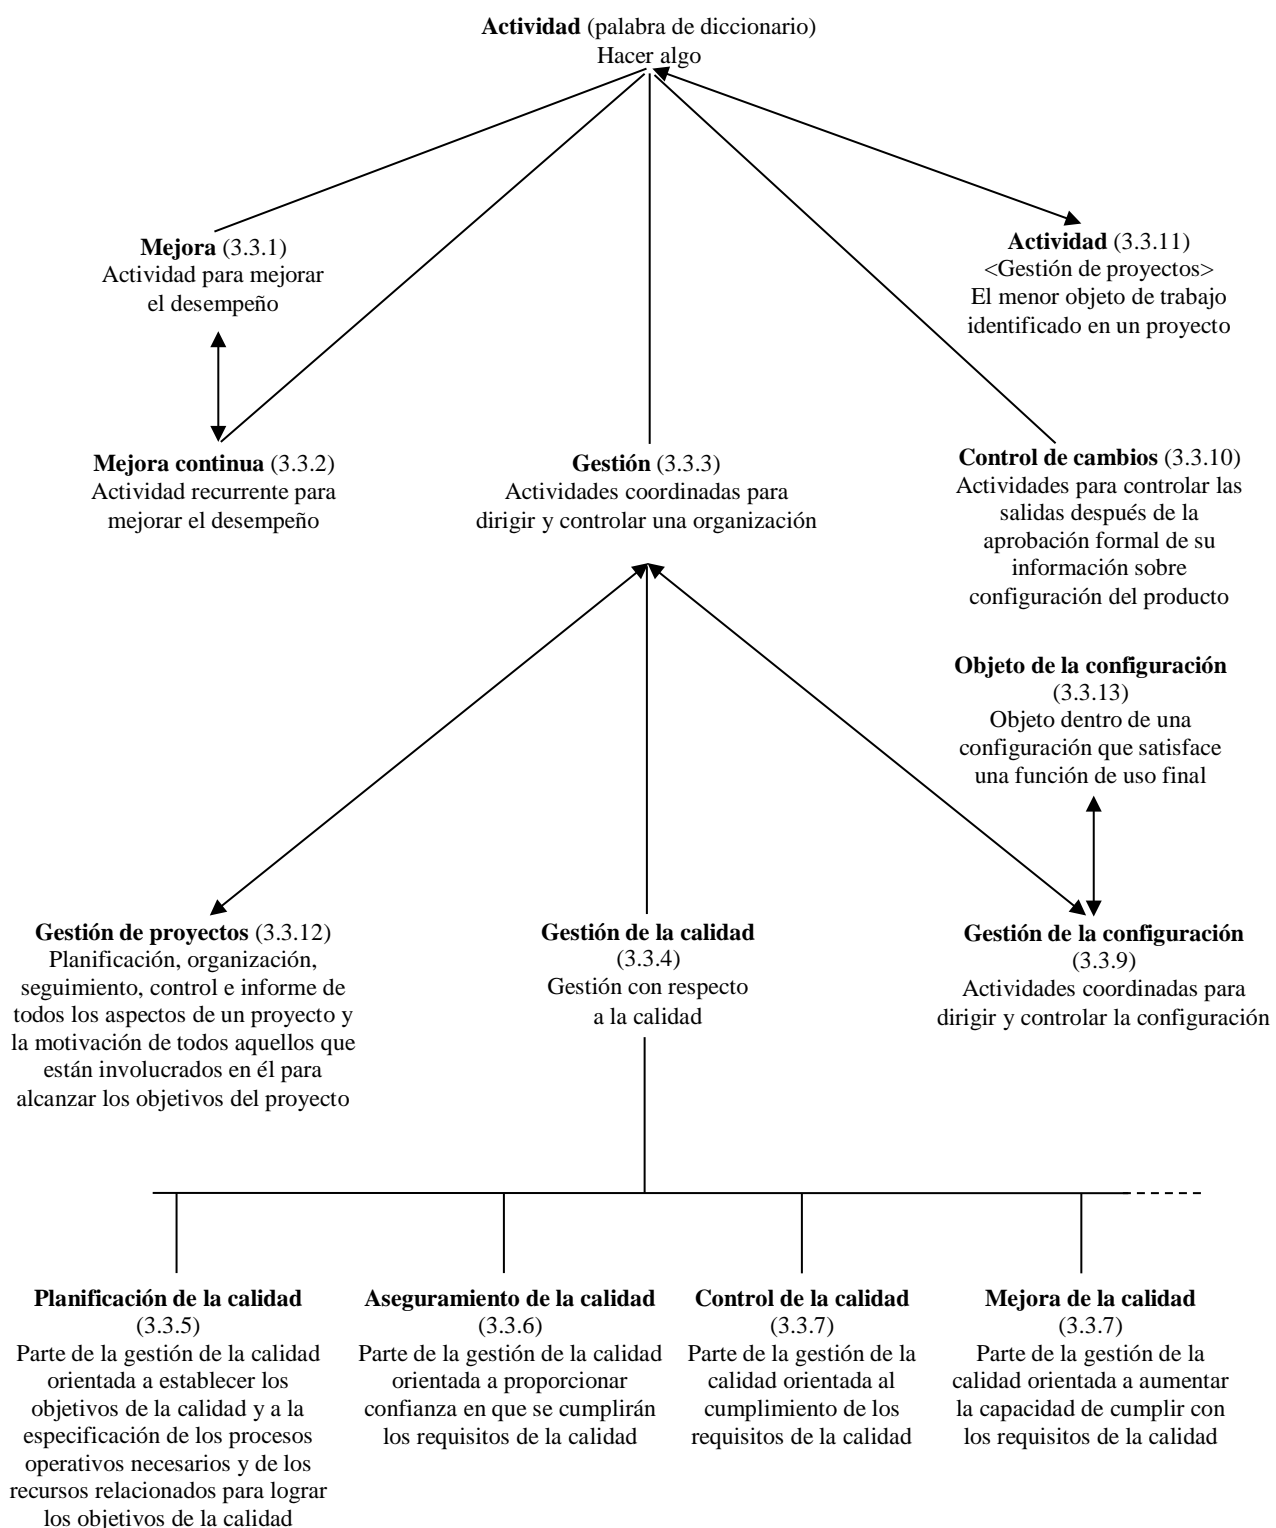 Actividad (palabra de diccionario)
Hacer algo
Mejora (3.3.1)
Actividad para mejorar
el desempeño
Actividad (3.3.11)
<Gestión de proyectos>
El menor objeto de trabajo
identificado en un proyecto
Mejora continua (3.3.2)
Actividad recurrente para
mejorar el desempeño
Gestión (3.3.3)
Actividades coordinadas para
dirigir y controlar una organización
Control de cambios (3.3.10)
Actividades para controlar las
salidas después de la
aprobación formal de su
información sobre
configuración del producto
Objeto de la configuración
(3.3.13)
Objeto dentro de una
configuración que satisface
una función de uso final
Gestión de proyectos (3.3.12)
Planificación, organización,
seguimiento, control e informe de
todos los aspectos de un proyecto y
la motivación de todos aquellos que
están involucrados en él para
alcanzar los objetivos del proyecto
Gestión de la calidad
(3.3.4)
Gestión con respecto
a la calidad
Gestión de la configuración
(3.3.9)
Actividades coordinadas para
dirigir y controlar la configuración
Planificación de la calidad
(3.3.5)
Parte de la gestión de la calidad
orientada a establecer los
objetivos de la calidad y a la
especificación de los procesos
operativos necesarios y de los
recursos relacionados para lograr
los objetivos de la calidad
Aseguramiento de la calidad
(3.3.6)
Parte de la gestión de la calidad
orientada a proporcionar
confianza en que se cumplirán
los requisitos de la calidad
Control de la calidad
(3.3.7)
Parte de la gestión de la
calidad orientada al
cumplimiento de los
requisitos de la calidad
Mejora de la calidad
(3.3.7)
Parte de la gestión de la
calidad orientada a aumentar
la capacidad de cumplir con
los requisitos de la calidad